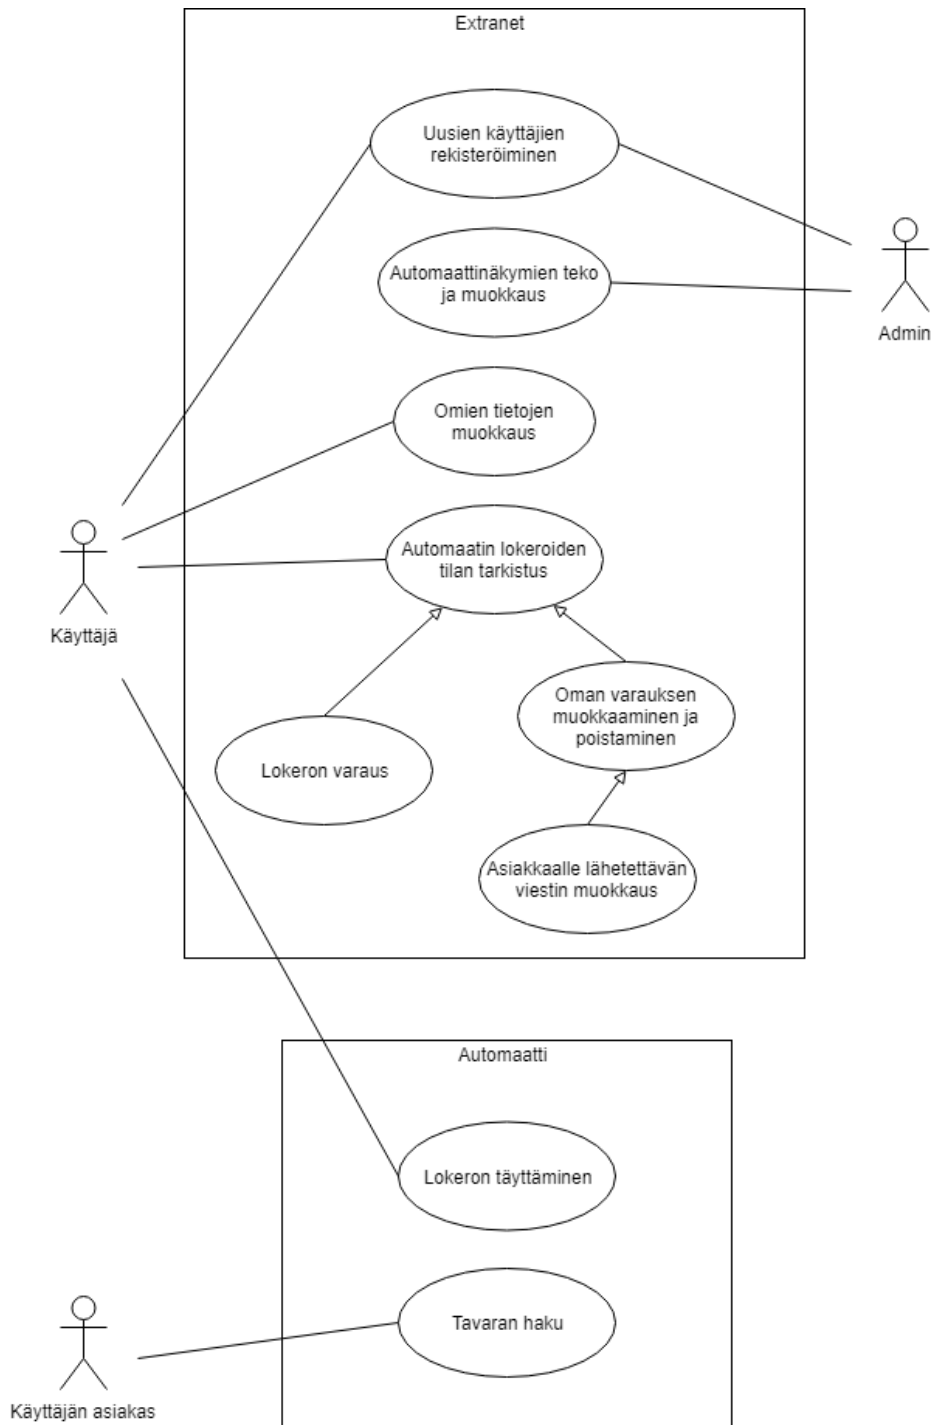 Extranet
Uusien käyttäjien
rekisteröiminen
Automaattinäkymien teko
ja muokkaus
Admin
Omien tietojen
muokkaus
Automaatin lokeroiden
tilan tarkistus
Käyttäjä
Oman varauksen
muokkaaminen ja
poistaminen
Lokeron varaus
Asiakkaalle lähetettävän
viestin muokkaus
Automaatti
Lokeron täyttäminen
Tavaran haku
Käyttäjän asiakas